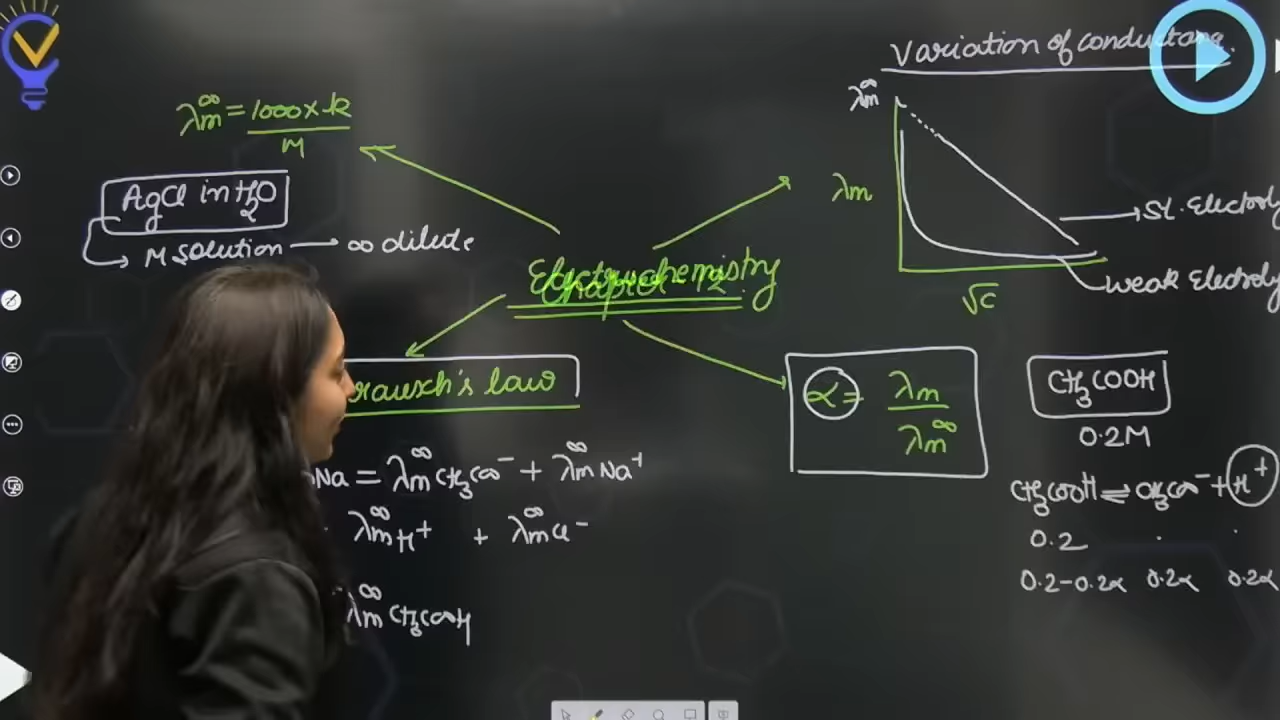 Variation of conductance
λm^∞ = 1000 × k / M
AgCl in H2O
M solution → ∞ dilute
λm^∞
λm
√c
St. Electroly
Weak Electroly
Electrochemistry
rausch's law
Na = λm^∞ CH3COO⁻ + λm^∞ Na⁺
λm^∞ H⁺ + λm^∞ Cl⁻
λm^∞ CH3COOH
α = λm / λm^∞
CH3COOH
0.2M
CH3COOH ⇌ CH3COO⁻ + H⁺
0.2 . .
0.2-0.2α 0.2α 0.2α